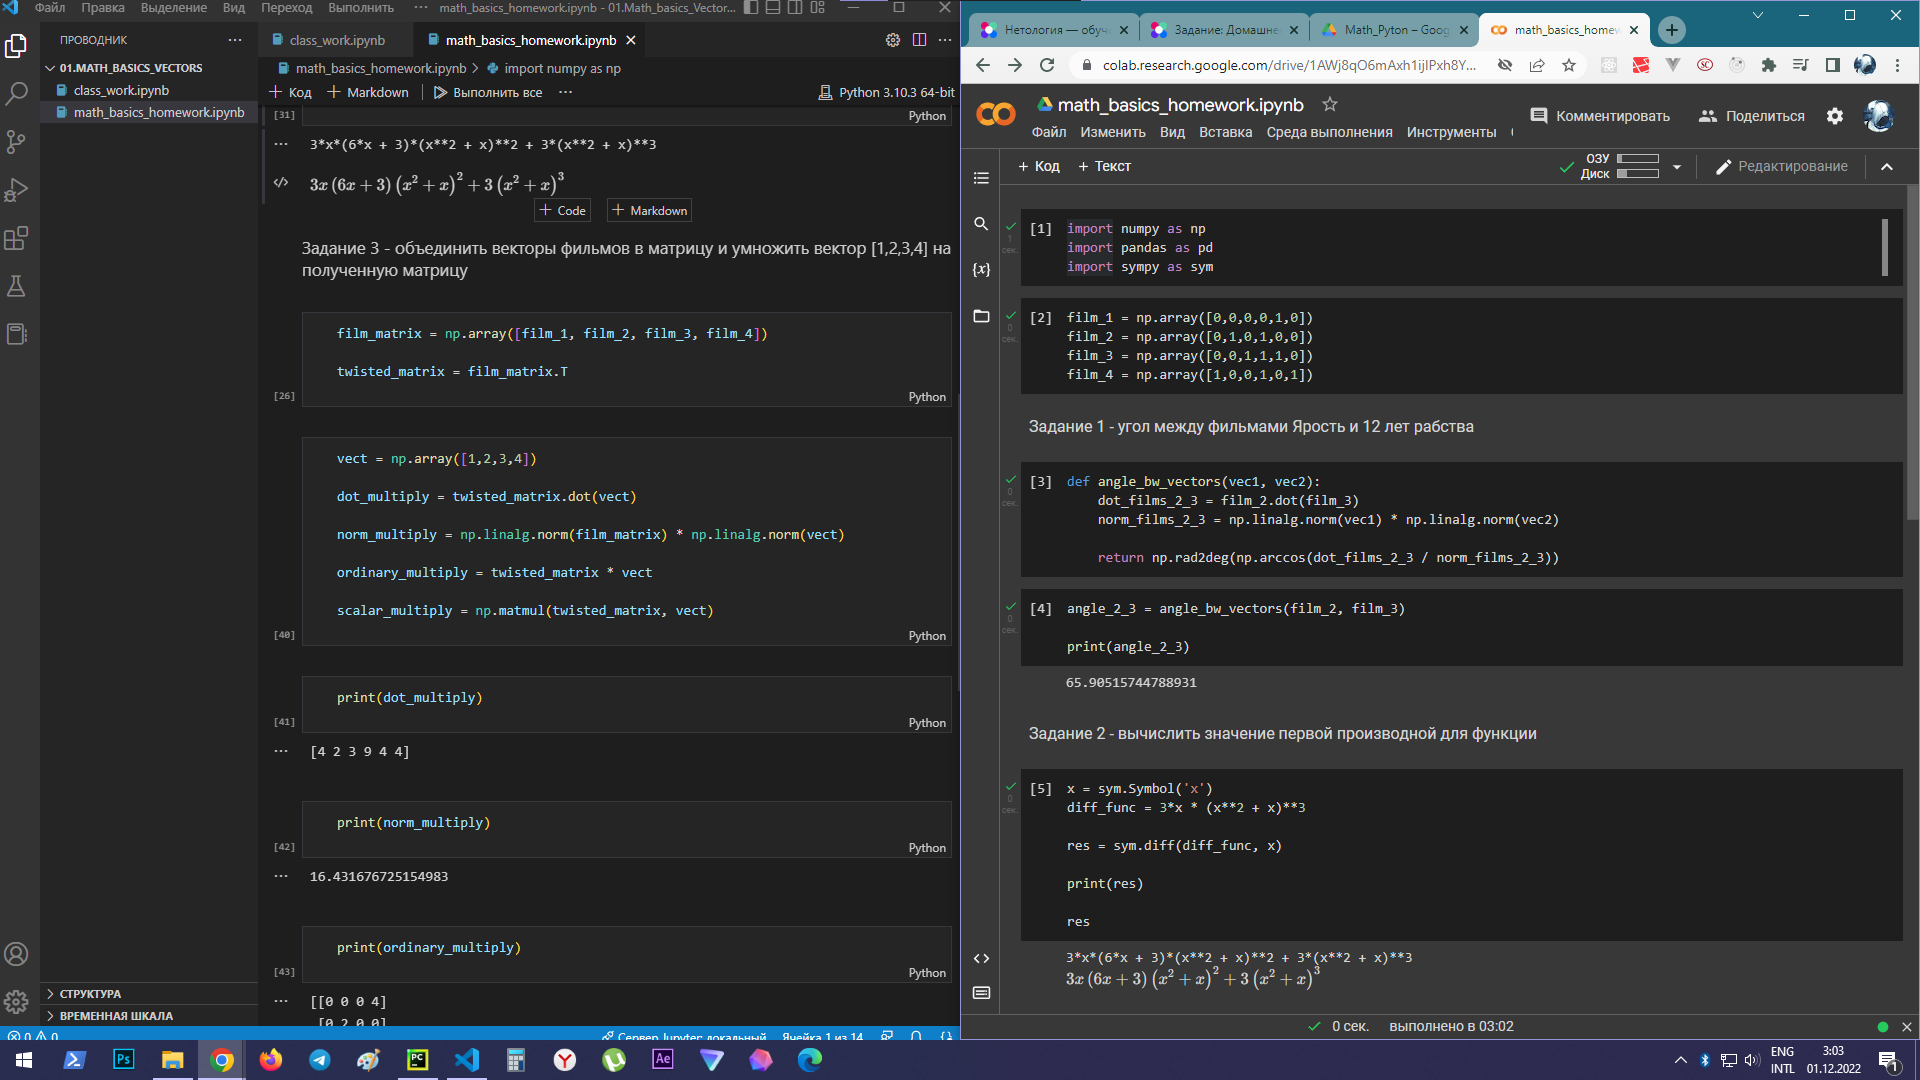 Файл Правка Выделение Вид Переход Выполнить ··· math_basics_homework.ipynb - 01.Math_basics_Vector...
ПРОВОДНИК ···
01.MATH_BASICS_VECTORS
class_work.ipynb
math_basics_homework.ipynb
СТРУКТУРА
ВРЕМЕННАЯ ШКАЛА
class_work.ipynb math_basics_homework.ipynb
math_basics_homework.ipynb > import numpy as np
+ Код + Markdown | Выполнить все ··· Python 3.10.3 64-bit
[31] Python
3*x*(6*x + 3)*(x**2 + x)**2 + 3*(x**2 + x)**3
3x (6x + 3) (x² + x)² + 3 (x² + x)³
+ Code + Markdown
Задание 3 - объединить векторы фильмов в матрицу и умножить вектор [1,2,3,4] на
полученную матрицу
film_matrix = np.array([film_1, film_2, film_3, film_4])
twisted_matrix = film_matrix.T
[26] Python
vect = np.array([1,2,3,4])
dot_multiply = twisted_matrix.dot(vect)
norm_multiply = np.linalg.norm(film_matrix) * np.linalg.norm(vect)
ordinary_multiply = twisted_matrix * vect
scalar_multiply = np.matmul(twisted_matrix, vect)
[40] Python
print(dot_multiply)
[41] Python
[4 2 3 9 4 4]
print(norm_multiply)
[42] Python
16.431676725154983
print(ordinary_multiply)
[43] Python
[[0 0 0 4]
[0 2 0 0]
0 0 Сервер Jupyter: локальный Ячейка 1 из 14
Нетология — обуч Задание: Домашне Math_Pyton – Goog math_basics_homew
colab.research.google.com/drive/1AWj8qO6mAxh1ijlPxh8Y...
math_basics_homework.ipynb
Файл Изменить Вид Вставка Среда выполнения Инструменты
Комментировать Поделиться
+ Код + Текст
ОЗУ
Диск
Редактирование
[1] import numpy as np
import pandas as pd
import sympy as sym
1
сек.
[2] film_1 = np.array([0,0,0,0,1,0])
film_2 = np.array([0,1,0,1,0,0])
film_3 = np.array([0,0,1,1,1,0])
film_4 = np.array([1,0,0,1,0,1])
0
сек.
Задание 1 - угол между фильмами Ярость и 12 лет рабства
[3] def angle_bw_vectors(vec1, vec2):
dot_films_2_3 = film_2.dot(film_3)
norm_films_2_3 = np.linalg.norm(vec1) * np.linalg.norm(vec2)
return np.rad2deg(np.arccos(dot_films_2_3 / norm_films_2_3))
0
сек.
[4] angle_2_3 = angle_bw_vectors(film_2, film_3)
print(angle_2_3)
0
сек.
65.90515744788931
Задание 2 - вычислить значение первой производной для функции
[5] x = sym.Symbol('x')
diff_func = 3*x * (x**2 + x)**3
res = sym.diff(diff_func, x)
print(res)
res
0
сек.
3*x*(6*x + 3)*(x**2 + x)**2 + 3*(x**2 + x)**3
3x (6x + 3) (x² + x)² + 3 (x² + x)³
0 сек. выполнено в 03:02
ENG
INTL
3:03
01.12.2022
1